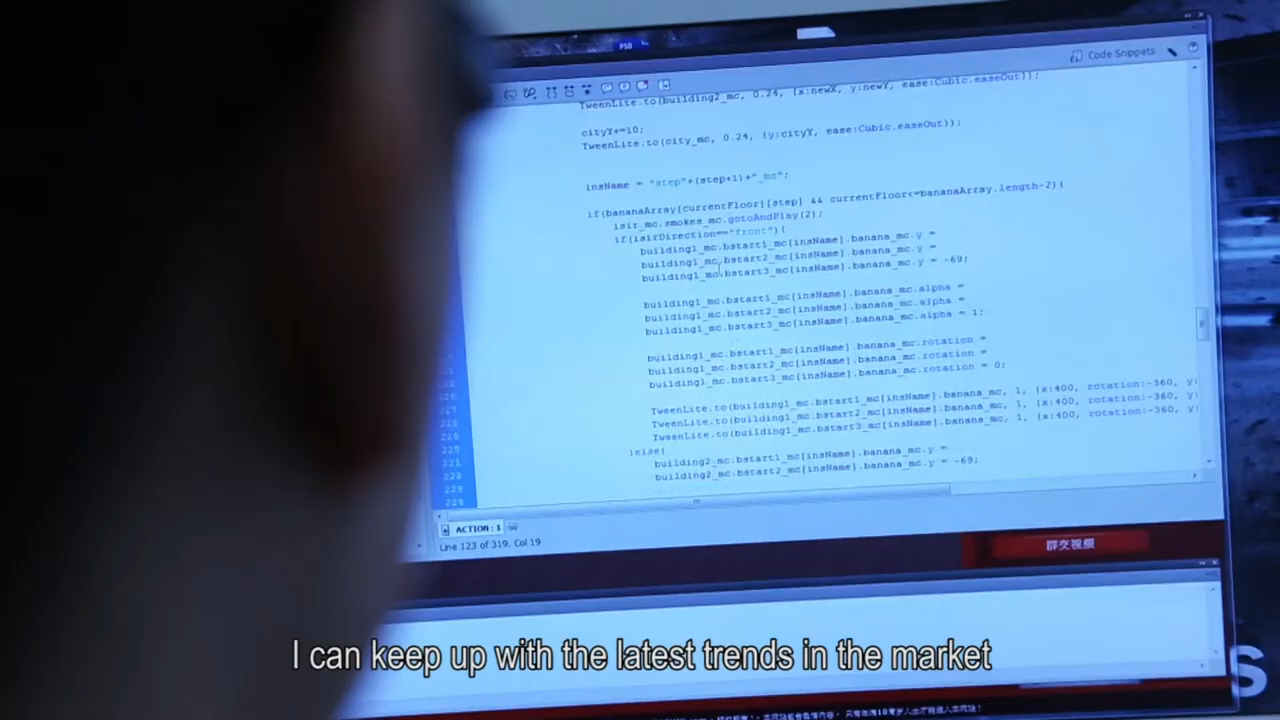 PSD
Code Snippets
TweenLite.to(building2_mc, 0.24, {x:newX, y:newY, ease:Cubic.easeOut});
cityY+=10;
TweenLite.to(city_mc, 0.24, {y:cityY, ease:Cubic.easeOut});
insName = "step"+(step+1)+"_mc";
if(bananaArray[currentFloor][step] && currentFloor<=bananaArray.length-2){
isir_mc.smokes_mc.gotoAndPlay(2);
if(isirDirection=="front"){
building1_mc.bstart1_mc[insName].banana_mc.y =
building1_mc.bstart2_mc[insName].banana_mc.y =
building1_mc.bstart3_mc[insName].banana_mc.y = -69;
building1_mc.bstart1_mc[insName].banana_mc.alpha =
building1_mc.bstart2_mc[insName].banana_mc.alpha =
building1_mc.bstart3_mc[insName].banana_mc.alpha = 1;
building1_mc.bstart1_mc[insName].banana_mc.rotation =
building1_mc.bstart2_mc[insName].banana_mc.rotation =
building1_mc.bstart3_mc[insName].banana_mc.rotation = 0;
TweenLite.to(building1_mc.bstart1_mc[insName].banana_mc, 1, {x:400, rotation:-360, y:
TweenLite.to(building1_mc.bstart2_mc[insName].banana_mc, 1, {x:400, rotation:-360, y:
TweenLite.to(building1_mc.bstart3_mc[insName].banana_mc, 1, {x:400, rotation:-360, y:
}else{
building2_mc.bstart1_mc[insName].banana_mc.y =
building2_mc.bstart2_mc[insName].banana_mc.y = -69;
ACTION : 1
Line 123 of 319, Col 19
群交視頻
I can keep up with the latest trends in the market
S